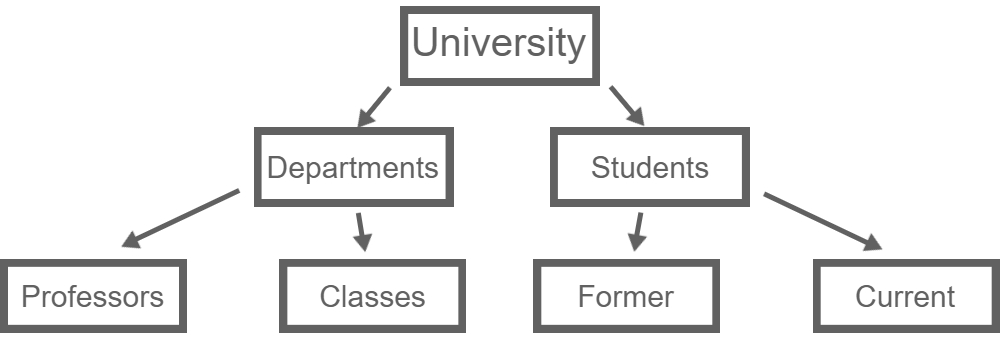 University
Departments
Students
Professors
Classes
Former
Current